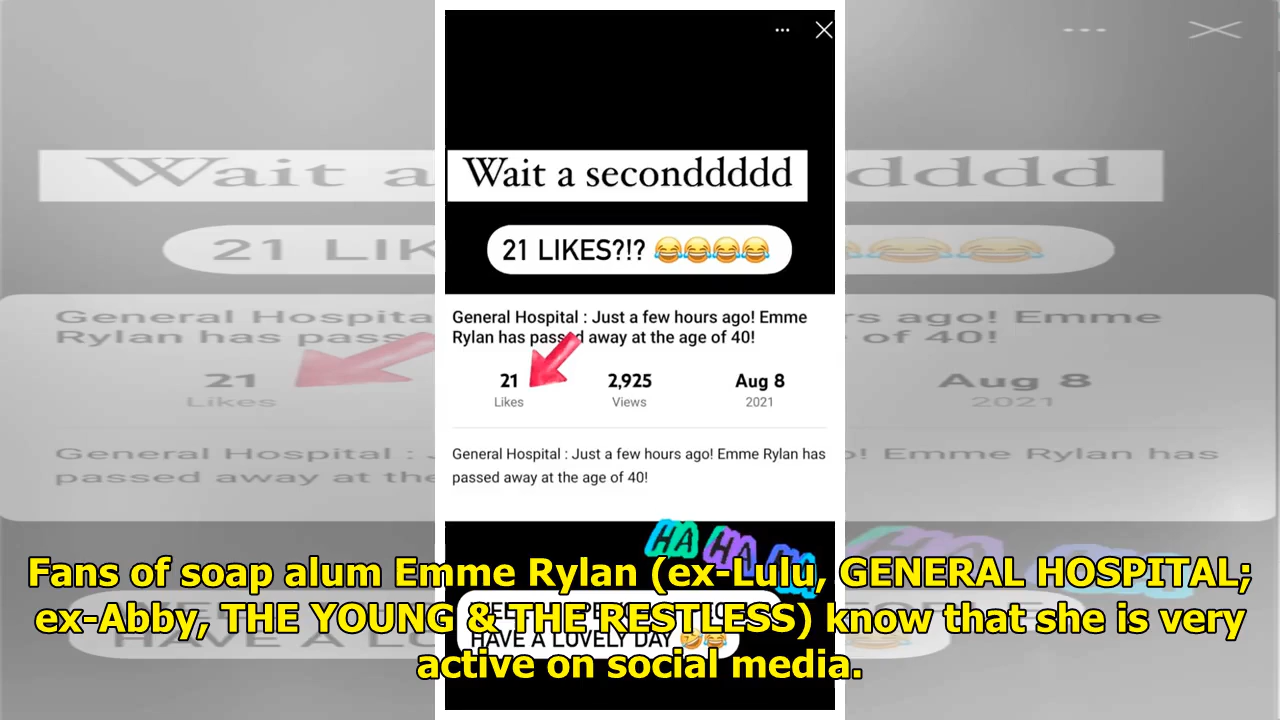 Wait a secondddddd
21 LIKES?!? 😂😂😂😂
General Hospital : Just a few hours ago! Emme
Rylan has passed away at the age of 40!
21 2,925 Aug 8
Likes Views 2021
General Hospital : Just a few hours ago! Emme Rylan has
passed away at the age of 40!
HA HA
HAVE A LOVELY DAY 🤣😂
Fans of soap alum Emme Rylan (ex-Lulu, GENERAL HOSPITAL;
ex-Abby, THE YOUNG & THE RESTLESS) know that she is very
active on social media.